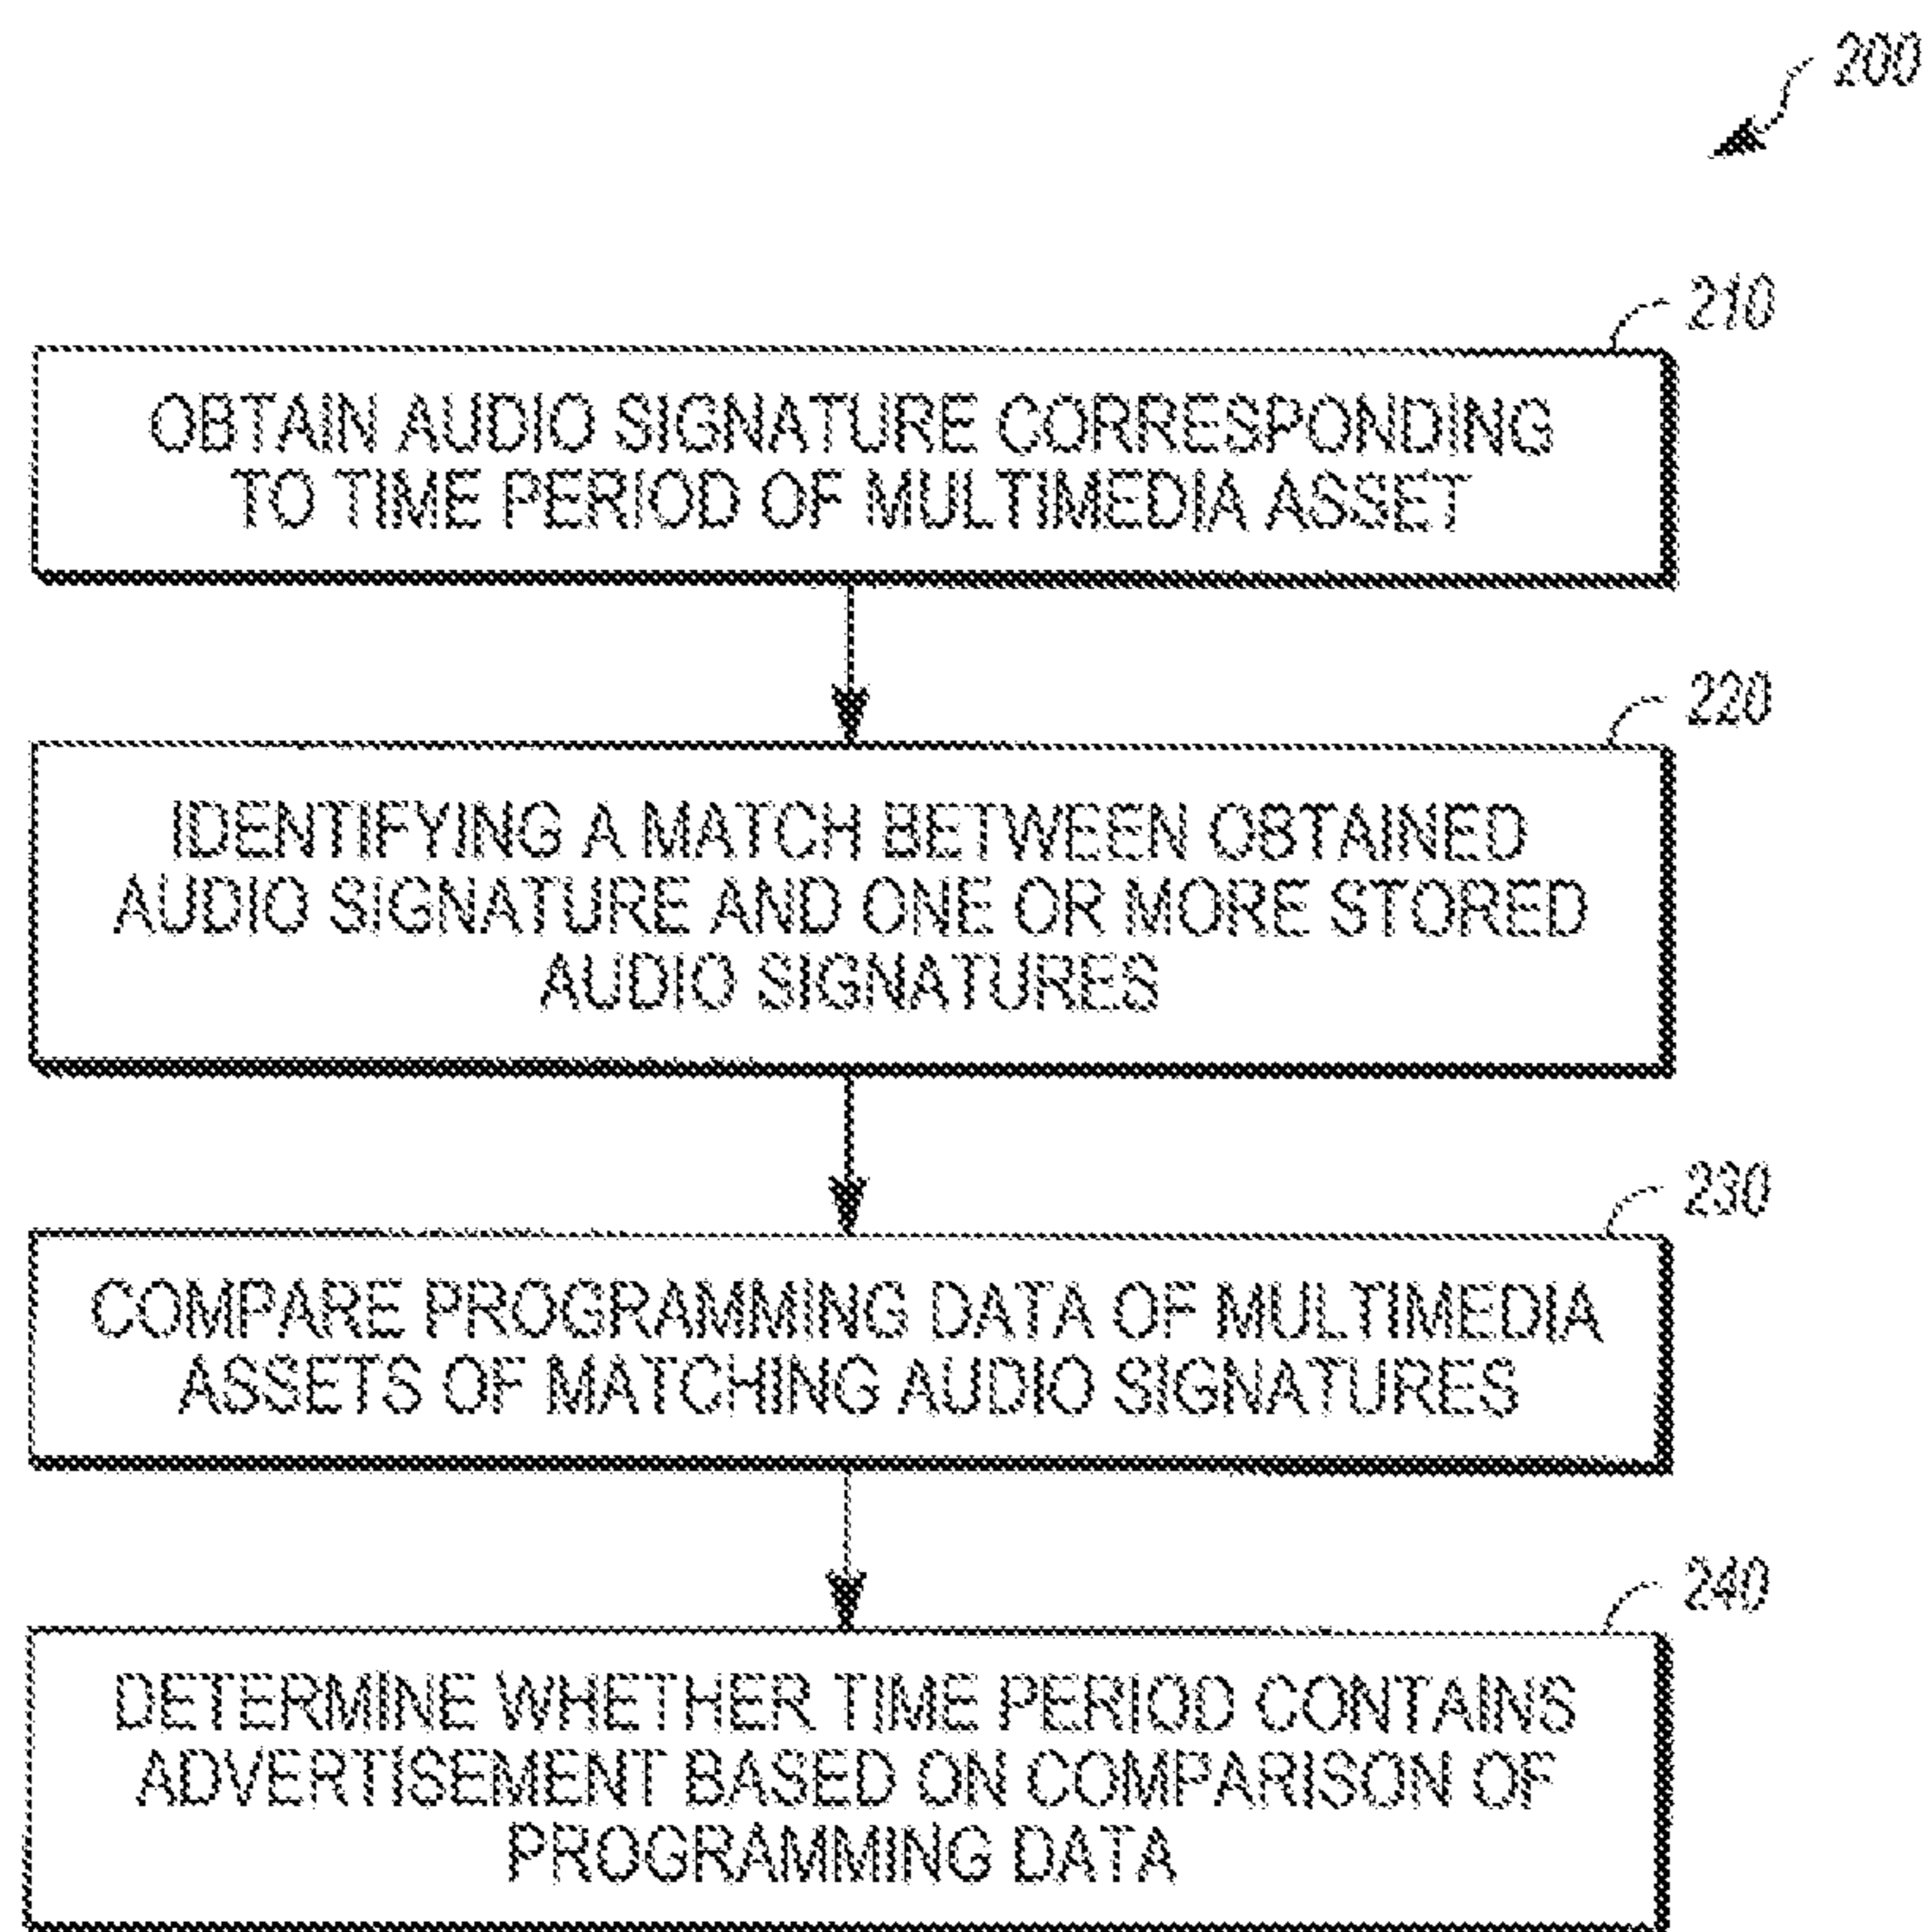 200
210
OBTAIN AUDIO SIGNATURE CORRESPONDING
TO TIME PERIOD OF MULTIMEDIA ASSET
220
IDENTIFYING A MATCH BETWEEN OBTAINED
AUDIO SIGNATURE AND ONE OR MORE STORED
AUDIO SIGNATURES
230
COMPARE PROGRAMMING DATA OF MULTIMEDIA
ASSETS OF MATCHING AUDIO SIGNATURES
240
DETERMINE WHETHER TIME PERIOD CONTAINS
ADVERTISEMENT BASED ON COMPARISON OF
PROGRAMMING DATA